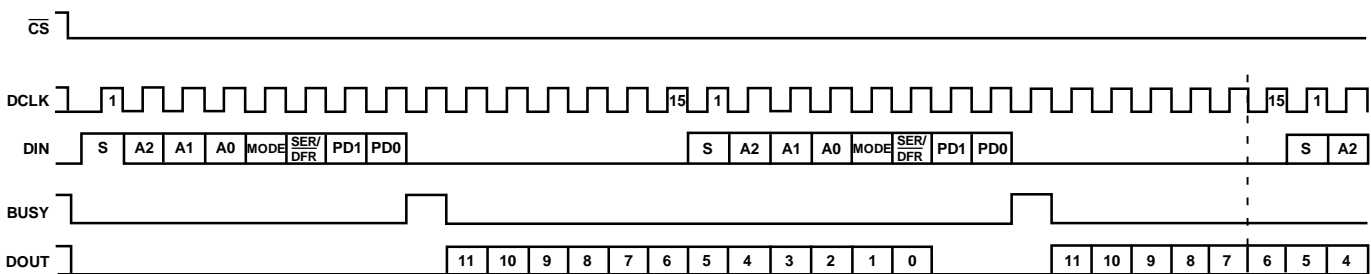 CS
DCLK 1 15 1 15 1
DIN S A2 A1 A0 MODE SER/DFR PD1 PD0 S A2 A1 A0 MODE SER/DFR PD1 PD0 S A2
BUSY
DOUT 11 10 9 8 7 6 5 4 3 2 1 0 11 10 9 8 7 6 5 4